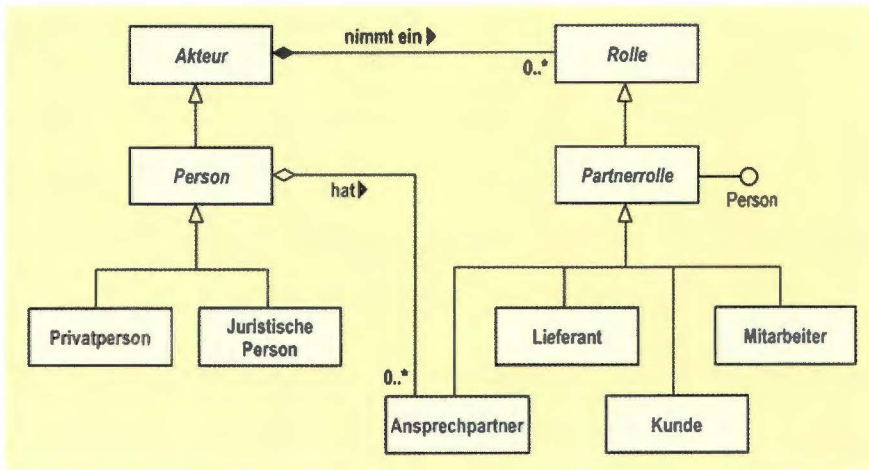 Akteur
nimmt ein
0..*
Rolle
Person
hat
Partnerrolle
Person
Privatperson
Juristische
Person
Lieferant
Mitarbeiter
0..*
Ansprechpartner
Kunde